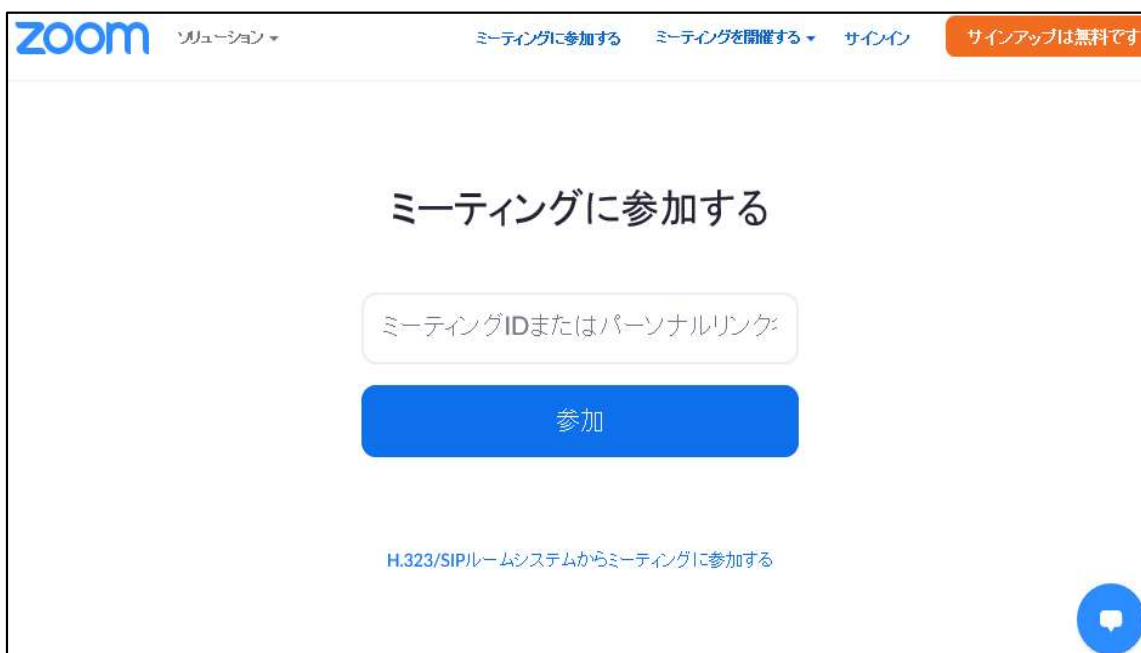 zoom ソリューション ミーティングに参加する ミーティングを開催する サインイン サインアップは無料です
ミーティングに参加する
ミーティングIDまたはパーソナルリンク
参加
H.323/SIPルームシステムからミーティングに参加する